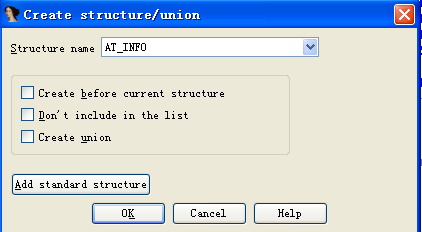 Create structure/union
Structure name AT_INFO
Create before current structure
Don't include in the list
Create union
Add standard structure
OK Cancel Help